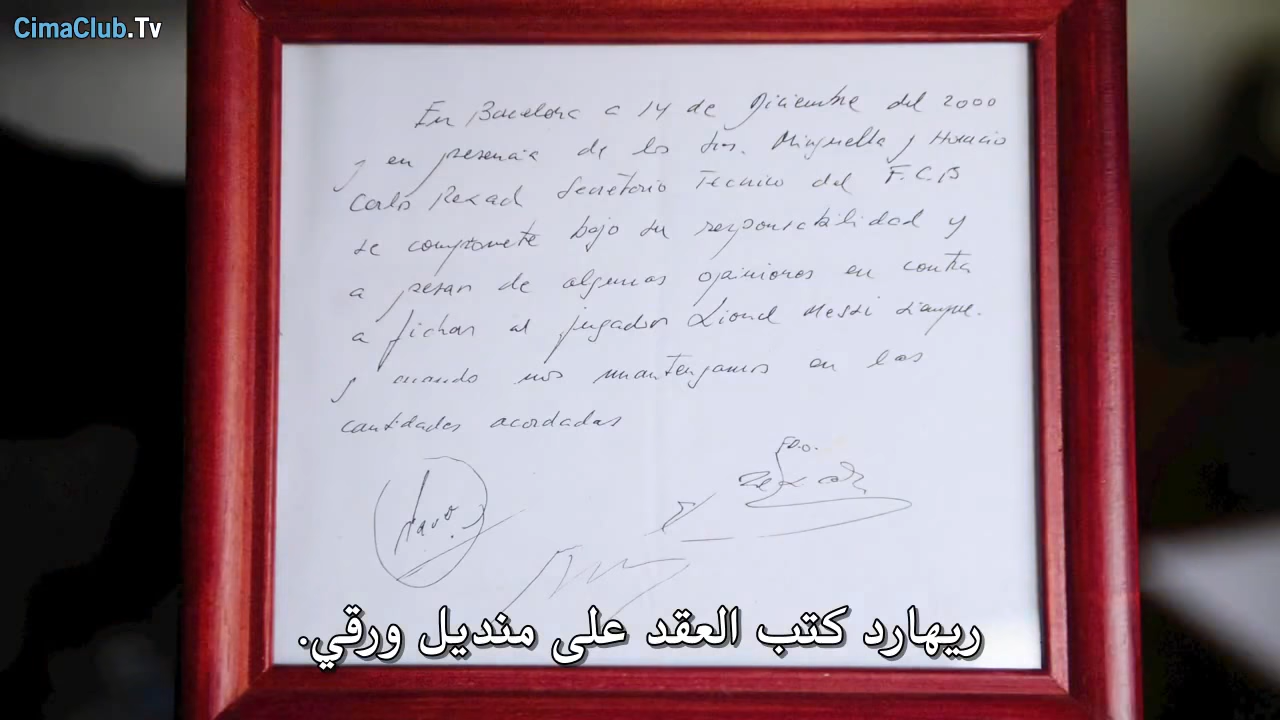 CimaClub.Tv
En Barcelona a 14 de Diciembre del 2000
y en presencia de los Srs. Minguella y Horacio
Carlos Rexach Secretario Tecnico del F.C.B
se compromete bajo su responsabilidad y
a pesar de algunas opiniones en contra
a fichar al jugador Lionel Messi siempre.
y cuando nos mantengamos en las
cantidades acordadas
ريهارد كتب العقد على منديل ورقي.